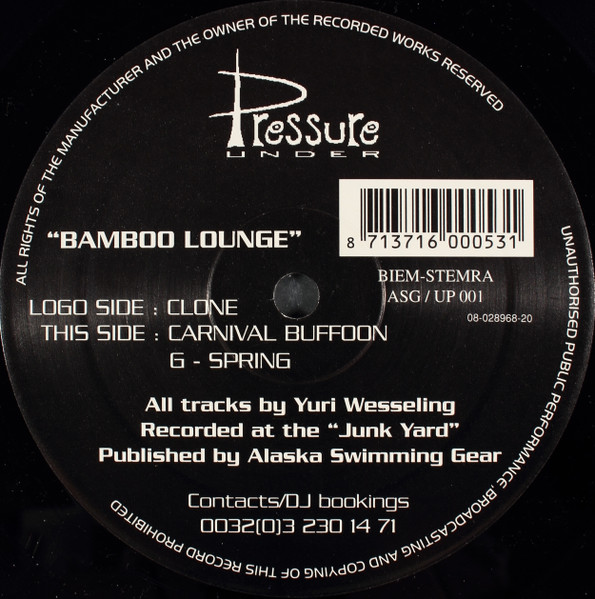 ALL RIGHTS OF THE MANUFACTURER AND THE OWNER OF THE RECORDED WORKS RESERVED
Pressure
UNDER
8 713716 000531
"BAMBOO LOUNGE"
BIEM-STEMRA
ASG / UP 001
08-028968-20
LOGO SIDE : CLONE
THIS SIDE : CARNIVAL BUFFOON
G - SPRING
All tracks by Yuri Wesseling
Recorded at the "Junk Yard"
Published by Alaska Swimming Gear
Contacts/DJ bookings
0032(0)3 230 14 71
UNAUTHORISED PUBLIC PERFORMANCE, BROADCASTING AND COPYING OF THIS RECORD PROHIBITED